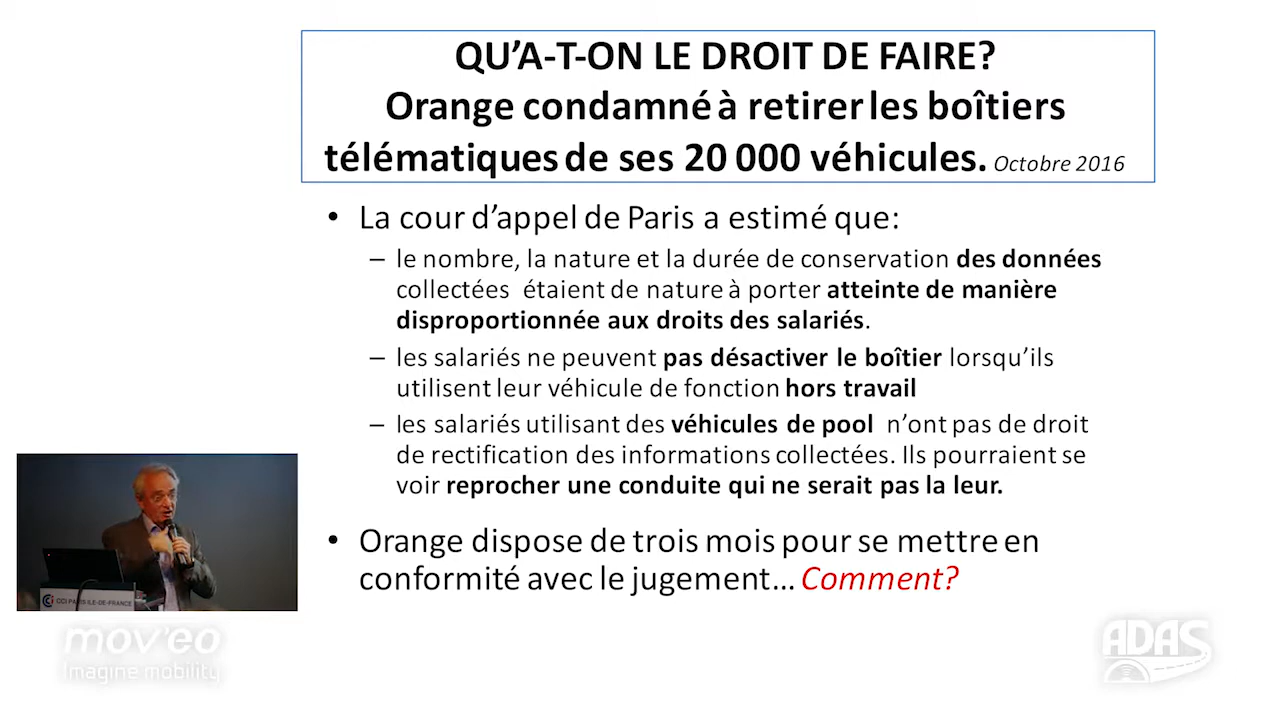 QU’A-T-ON LE DROIT DE FAIRE?
Orange condamné à retirer les boîtiers
télématiques de ses 20 000 véhicules. Octobre 2016
• La cour d’appel de Paris a estimé que:
– le nombre, la nature et la durée de conservation des données
collectées étaient de nature à porter atteinte de manière
disproportionnée aux droits des salariés.
– les salariés ne peuvent pas désactiver le boîtier lorsqu’ils
utilisent leur véhicule de fonction hors travail
– les salariés utilisant des véhicules de pool n’ont pas de droit
de rectification des informations collectées. Ils pourraient se
voir reprocher une conduite qui ne serait pas la leur.
• Orange dispose de trois mois pour se mettre en
conformité avec le jugement… Comment?
CCI PARIS ILE-DE-FRANCE
mov'eo
Imagine mobility
ADAS